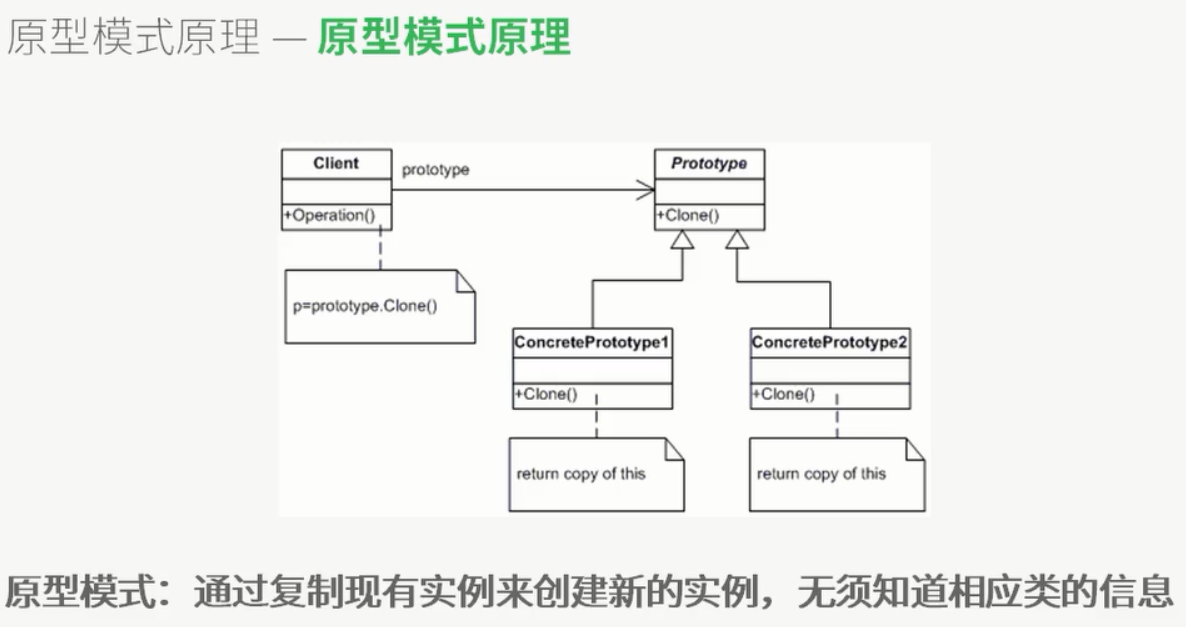 原型模式原理 — 原型模式原理
Client
+Operation()
prototype
Prototype
+Clone()
p=prototype.Clone()
ConcretePrototype1
+Clone()
return copy of this
ConcretePrototype2
+Clone()
return copy of this
原型模式：通过复制现有实例来创建新的实例，无须知道相应类的信息